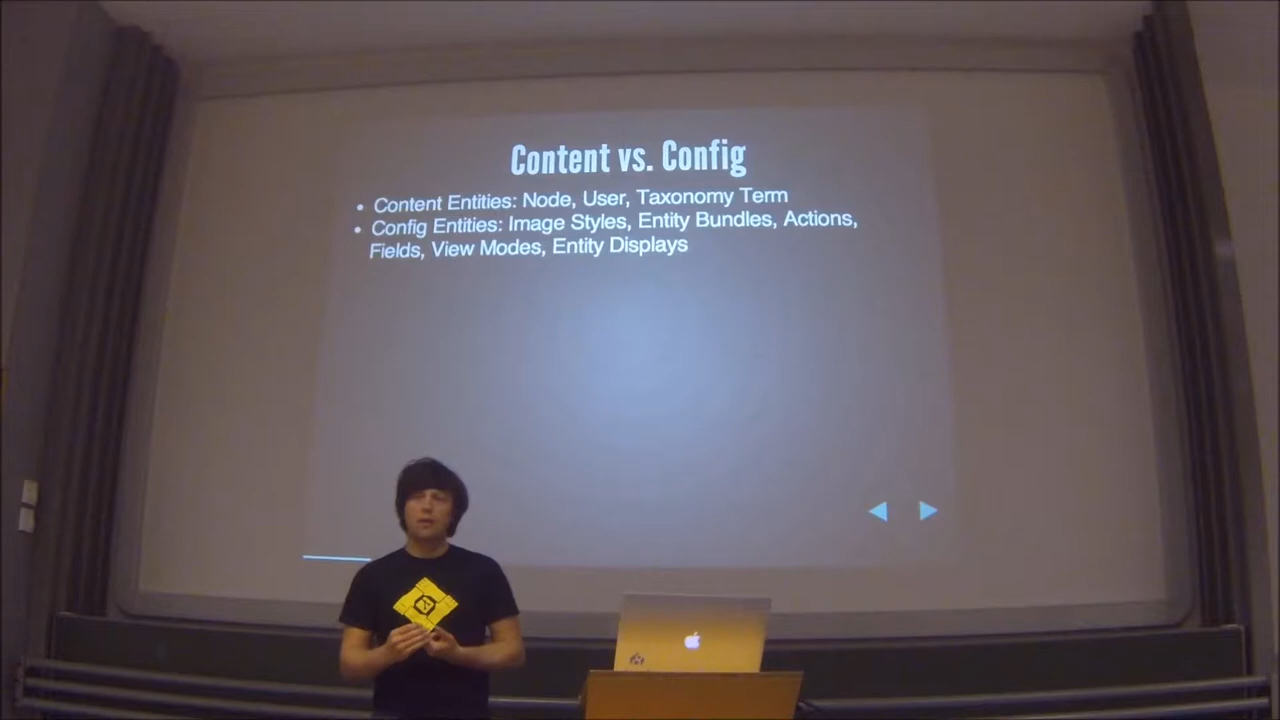 Content vs. Config
• Content Entities: Node, User, Taxonomy Term
• Config Entities: Image Styles, Entity Bundles, Actions,
Fields, View Modes, Entity Displays